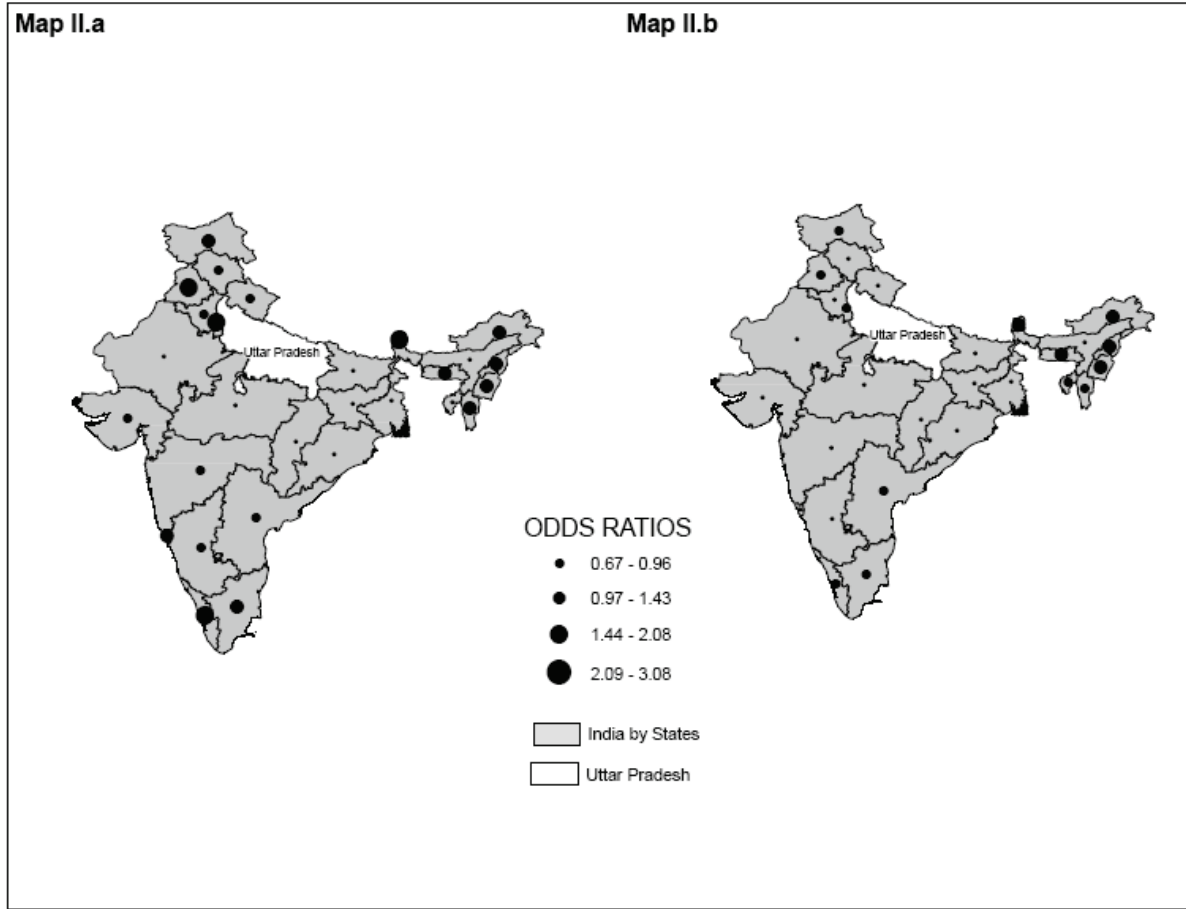 Map II.a
Map II.b
Uttar Pradesh
Uttar Pradesh
ODDS RATIOS
0.67 - 0.96
0.97 - 1.43
1.44 - 2.08
2.09 - 3.08
India by States
Uttar Pradesh